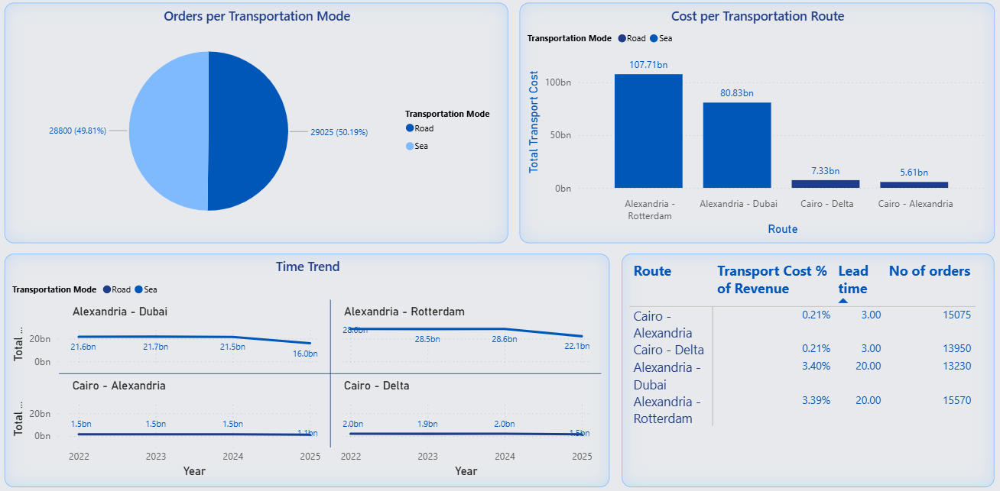 Orders per Transportation Mode
28800 (49.81%)
29025 (50.19%)
Transportation Mode
Road
Sea
Cost per Transportation Route
Transportation Mode Road Sea
Total Transport Cost
100bn
50bn
0bn
107.71bn
80.83bn
7.33bn
5.61bn
Alexandria -
Rotterdam
Alexandria - Dubai
Cairo - Delta
Cairo - Alexandria
Route
Time Trend
Transportation Mode Road Sea
Alexandria - Dubai
Total ...
20bn
0bn
21.6bn
21.7bn
21.5bn
16.0bn
Alexandria - Rotterdam
28.6bn
28.5bn
28.6bn
22.1bn
Cairo - Alexandria
Total ...
20bn
0bn
1.5bn
1.5bn
1.5bn
1.1bn
Cairo - Delta
2.0bn
1.9bn
2.0bn
1.5bn
2022 2023 2024 2025
2022 2023 2024 2025
Year
Year
Route Transport Cost % Lead No of orders
of Revenue time
Cairo - 0.21% 3.00 15075
Alexandria
Cairo - Delta 0.21% 3.00 13950
Alexandria - 3.40% 20.00 13230
Dubai
Alexandria - 3.39% 20.00 15570
Rotterdam